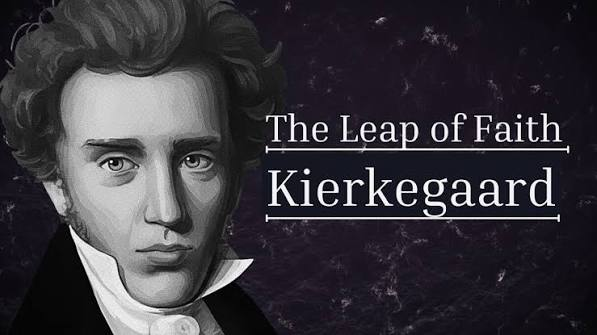 The Leap of Faith
Kierkegaard